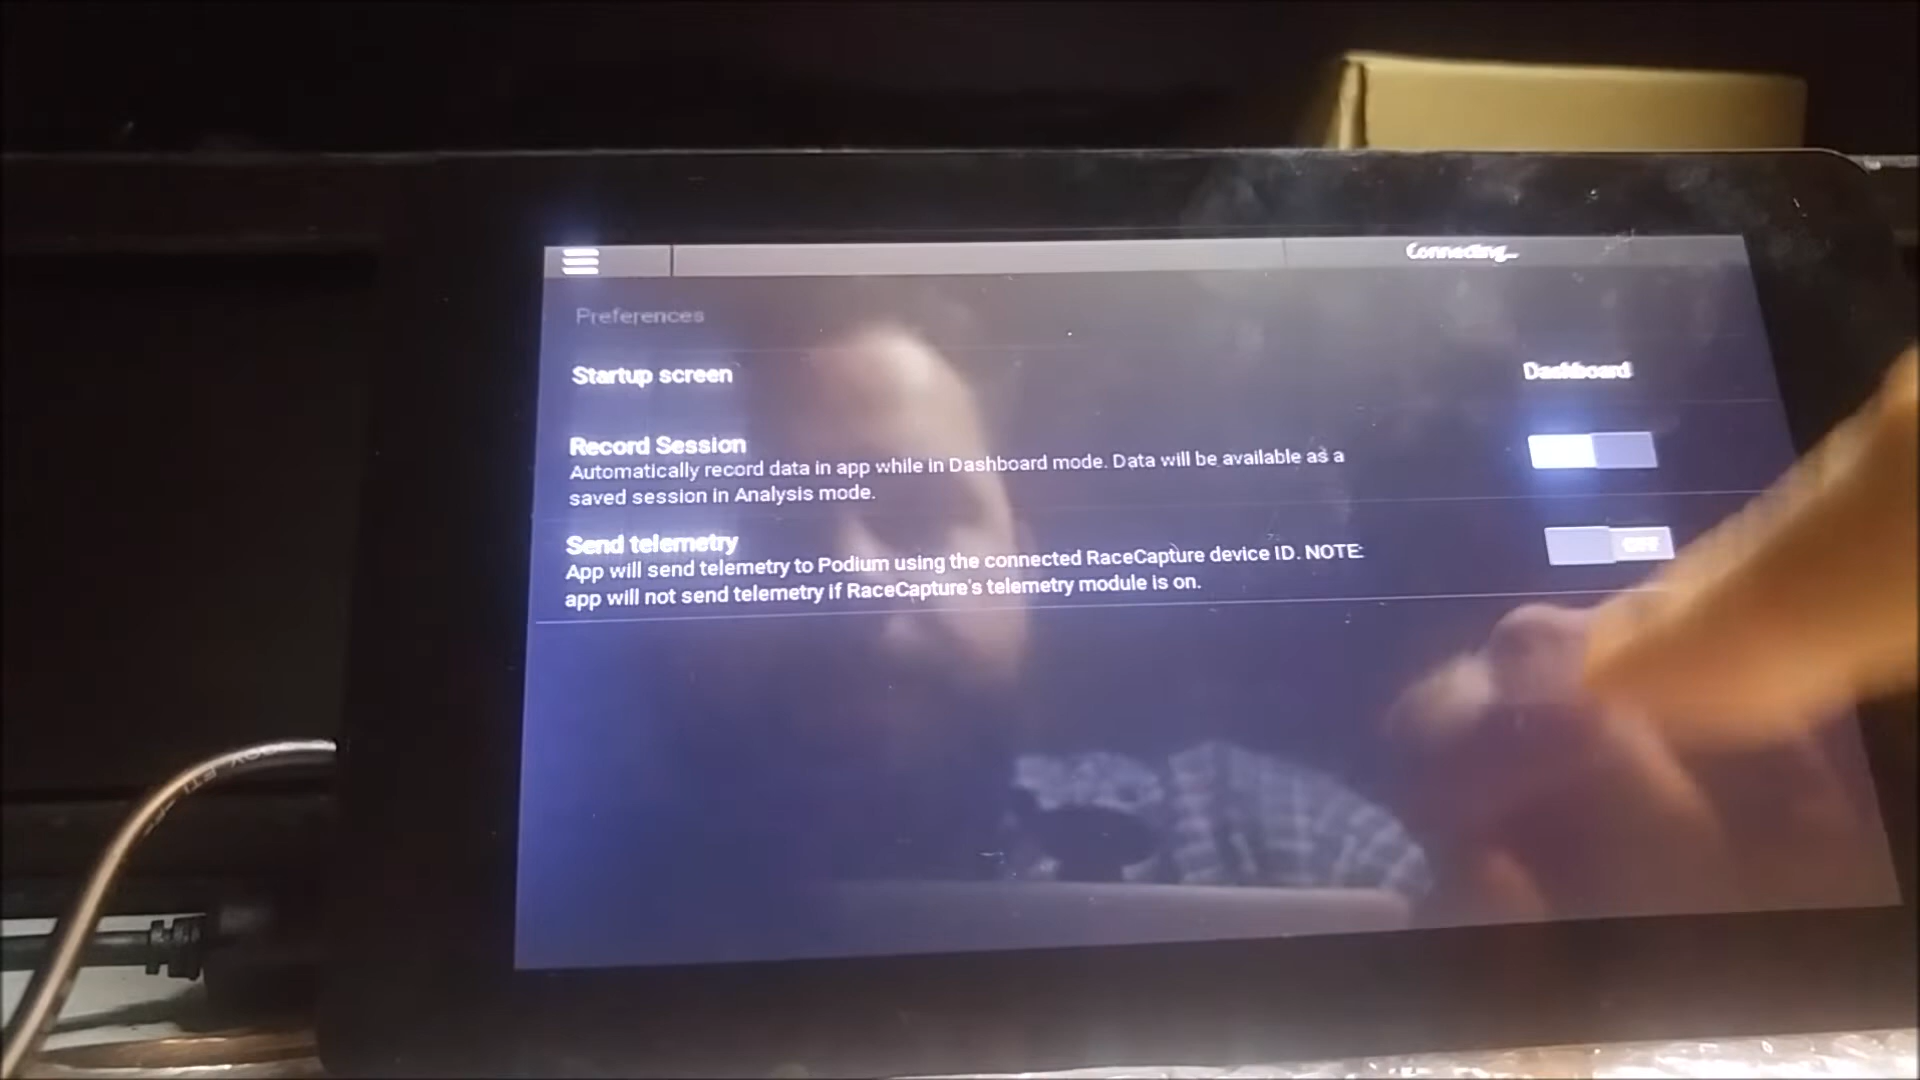 Connecting...
Preferences
Startup screen
Dashboard
Record Session
Automatically record data in app while in Dashboard mode. Data will be available as a
saved session in Analysis mode.
Send telemetry
OFF
App will send telemetry to Podium using the connected RaceCapture device ID. NOTE:
app will not send telemetry if RaceCapture's telemetry module is on.